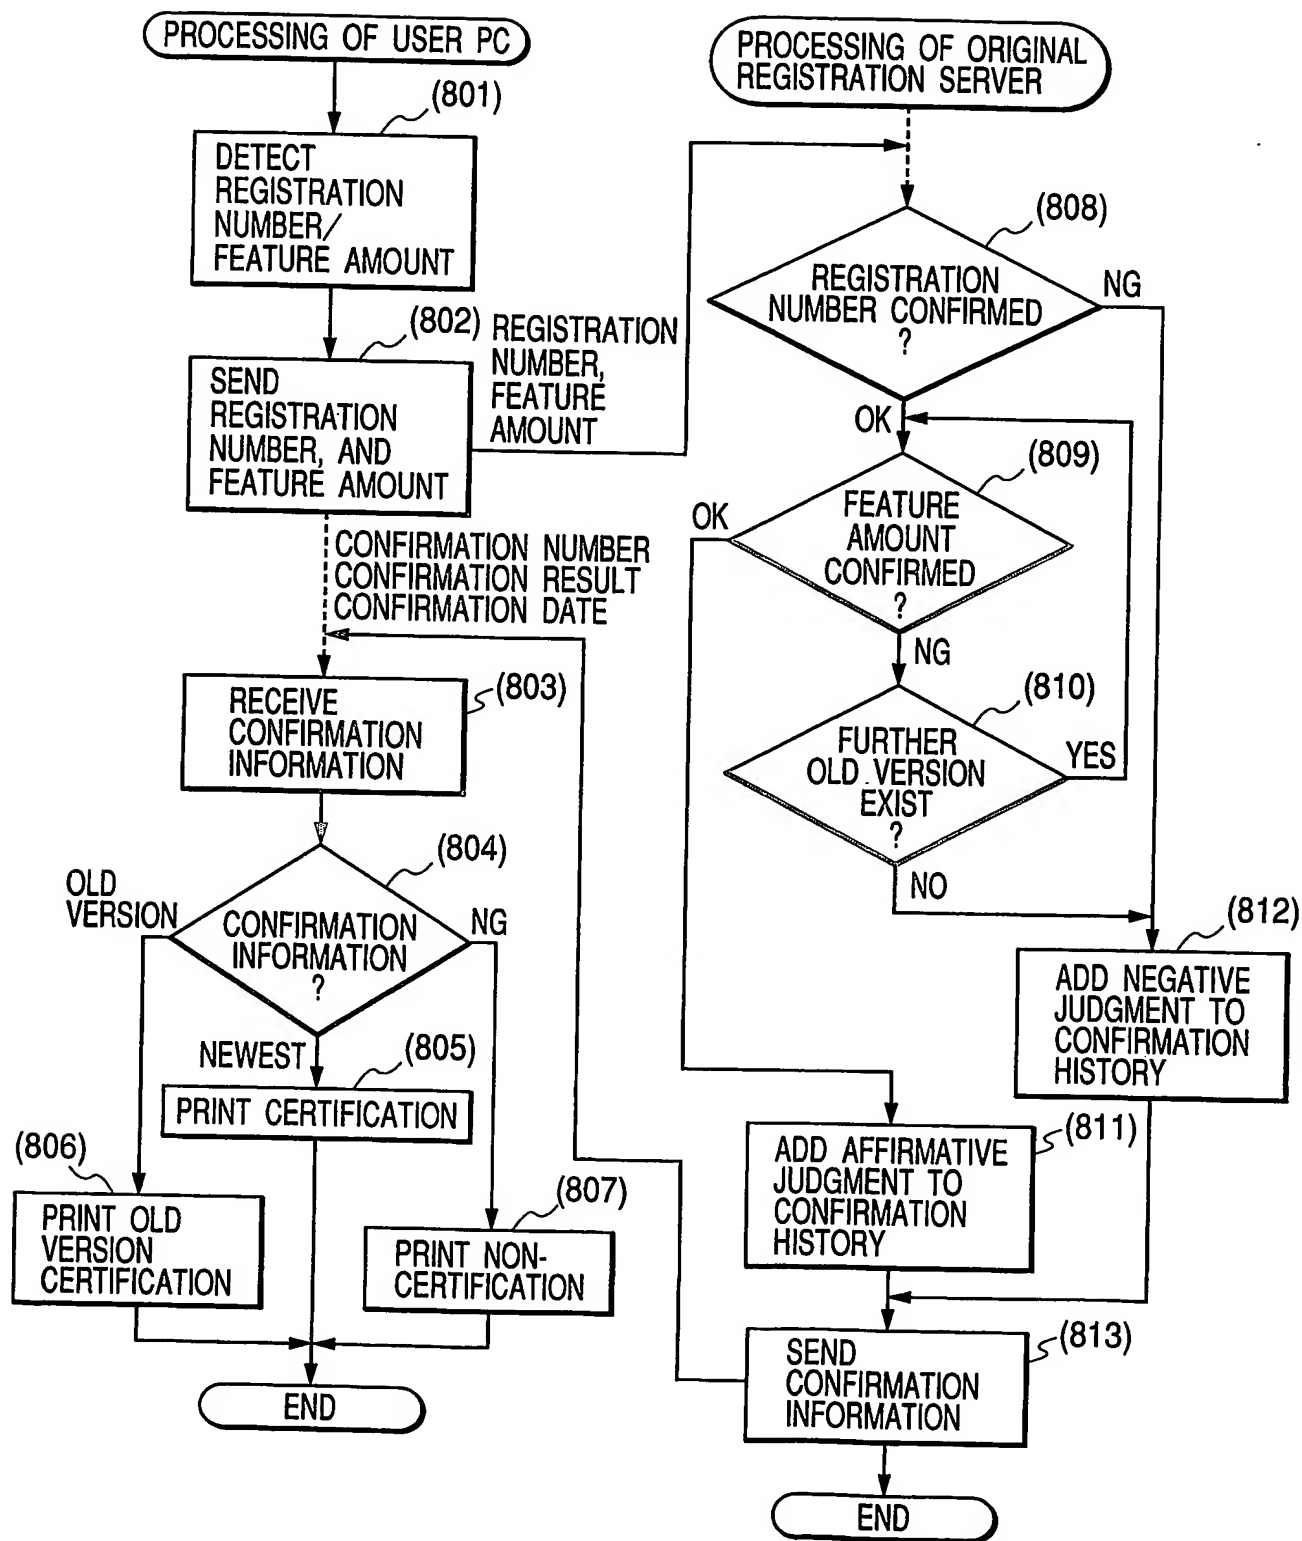 PROCESSING OF USER PC
(801)
DETECT
REGISTRATION
NUMBER/
FEATURE AMOUNT
(802)
SEND
REGISTRATION
NUMBER, AND
FEATURE AMOUNT
REGISTRATION
NUMBER,
FEATURE
AMOUNT
CONFIRMATION NUMBER
CONFIRMATION RESULT
CONFIRMATION DATE
(803)
RECEIVE
CONFIRMATION
INFORMATION
(804)
CONFIRMATION
INFORMATION
?
OLD
VERSION
NG
NEWEST
(805)
PRINT CERTIFICATION
(806)
PRINT OLD
VERSION
CERTIFICATION
(807)
PRINT NON-
CERTIFICATION
END
PROCESSING OF ORIGINAL
REGISTRATION SERVER
(808)
REGISTRATION
NUMBER CONFIRMED
?
NG
OK
(809)
FEATURE
AMOUNT
CONFIRMED
?
OK
NG
(810)
FURTHER
OLD VERSION
EXIST
?
YES
NO
(812)
ADD NEGATIVE
JUDGMENT TO
CONFIRMATION
HISTORY
(811)
ADD AFFIRMATIVE
JUDGMENT TO
CONFIRMATION
HISTORY
(813)
SEND
CONFIRMATION
INFORMATION
END